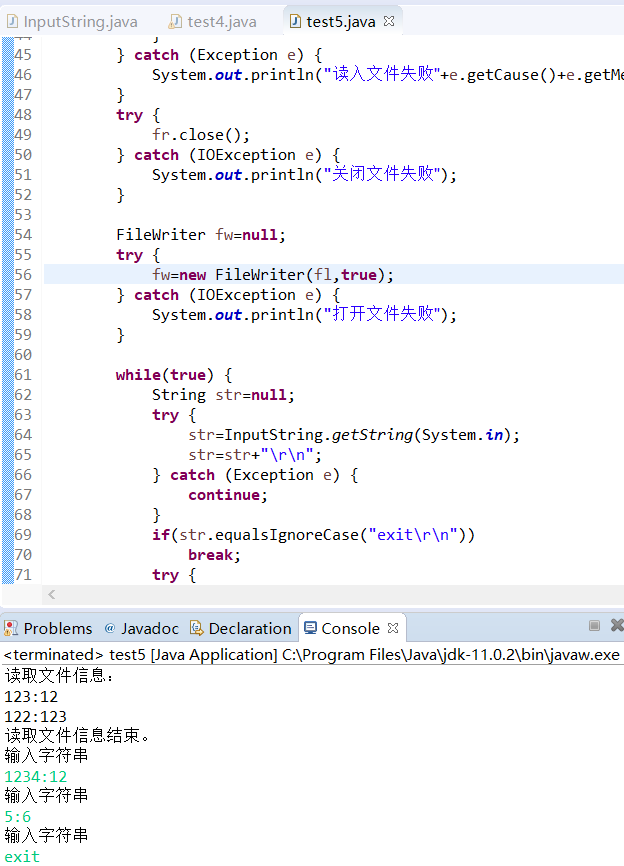 InputString.java test4.java test5.java
44 }
45 } catch (Exception e) {
46 System.out.println("读入文件失败"+e.getCause()+e.getMe
47 }
48 try {
49 fr.close();
50 } catch (IOException e) {
51 System.out.println("关闭文件失败");
52 }
53
54 FileWriter fw=null;
55 try {
56 fw=new FileWriter(fl,true);
57 } catch (IOException e) {
58 System.out.println("打开文件失败");
59 }
60
61 while(true) {
62 String str=null;
63 try {
64 str=InputString.getString(System.in);
65 str=str+"\r\n";
66 } catch (Exception e) {
67 continue;
68 }
69 if(str.equalsIgnoreCase("exit\r\n"))
70 break;
71 try {
Problems @ Javadoc Declaration Console
<terminated> test5 [Java Application] C:\Program Files\Java\jdk-11.0.2\bin\javaw.exe
读取文件信息：
123:12
122:123
读取文件信息结束。
输入字符串
1234:12
输入字符串
5:6
输入字符串
exit